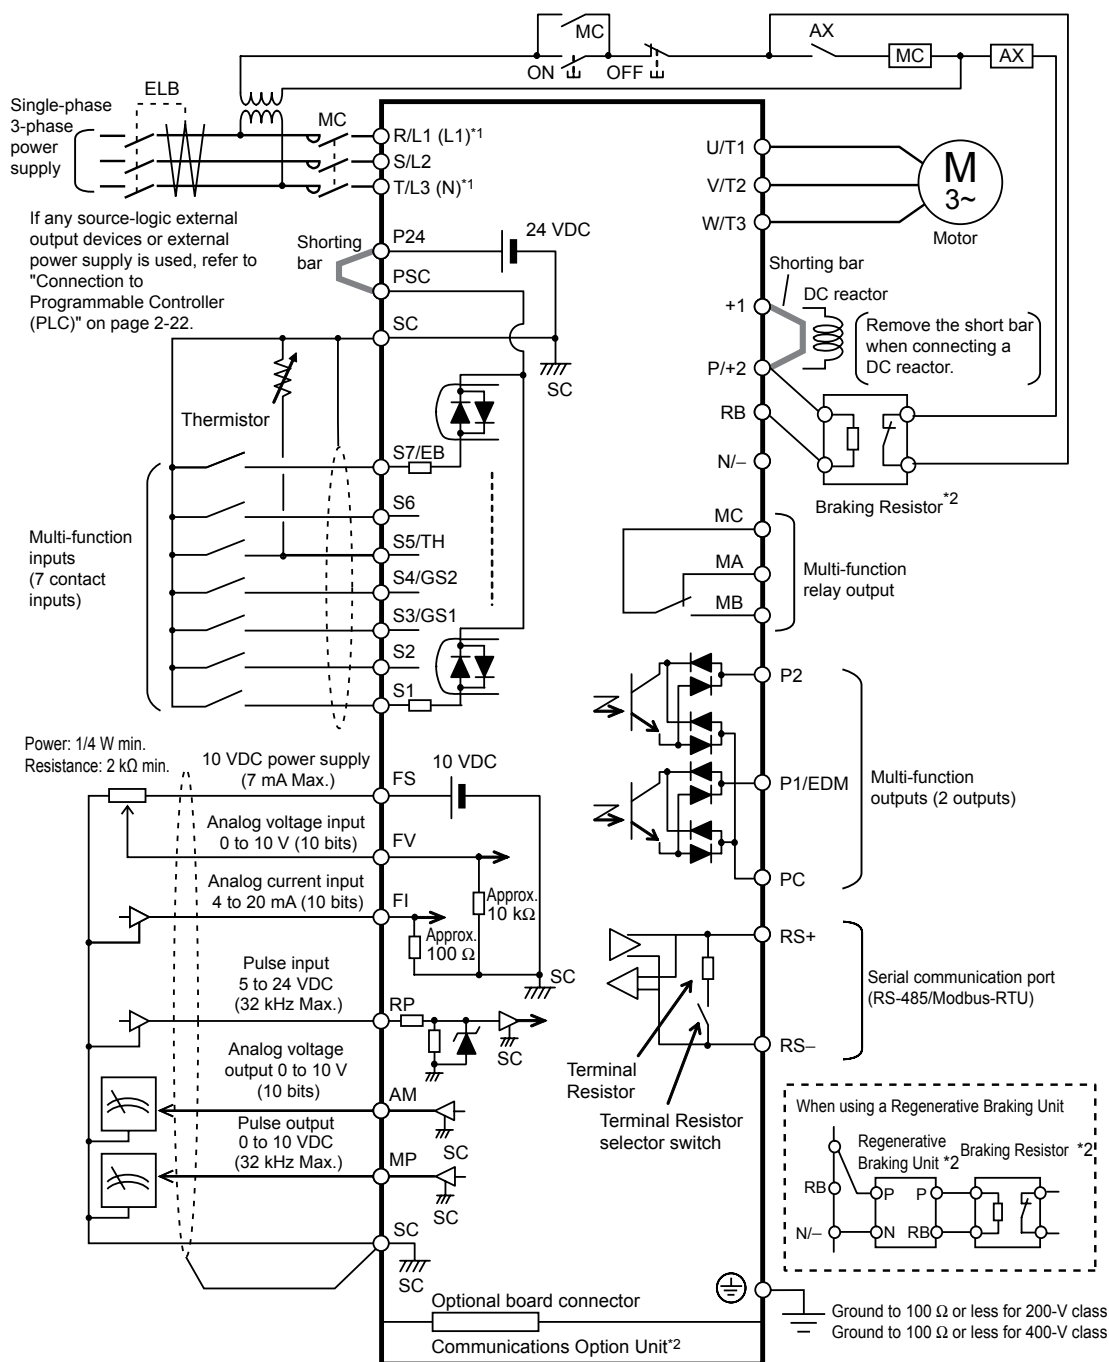 MC
AX
ON
OFF
MC
AX
ELB
Single-phase
3-phase
power
supply
MC
R/L1 (L1)*1
S/L2
T/L3 (N)*1
U/T1
V/T2
W/T3
M
3~
Motor
If any source-logic external
output devices or external
power supply is used, refer to
"Connection to
Programmable Controller
(PLC)" on page 2-22.
Shorting
bar
P24
24 VDC
PSC
SC
SC
Shorting bar
+1
DC reactor
Remove the short bar
when connecting a
DC reactor.
P/+2
RB
N/–
Braking Resistor*2
Thermistor
Multi-function
inputs
(7 contact
inputs)
S7/EB
S6
S5/TH
S4/GS2
S3/GS1
S2
S1
MC
MA
MB
Multi-function
relay output
P2
P1/EDM
PC
Multi-function
outputs (2 outputs)
Power: 1/4 W min.
Resistance: 2 kΩ min.
10 VDC power supply
(7 mA Max.)
FS
10 VDC
Analog voltage input
0 to 10 V (10 bits)
FV
Approx.
10 kΩ
Analog current input
4 to 20 mA (10 bits)
FI
Approx.
100 Ω
SC
Pulse input
5 to 24 VDC
(32 kHz Max.)
RP
SC
Analog voltage
output 0 to 10 V
(10 bits)
AM
SC
Pulse output
0 to 10 VDC
(32 kHz Max.)
MP
SC
SC
SC
RS+
RS–
Serial communication port
(RS-485/Modbus-RTU)
Terminal
Resistor
Terminal Resistor
selector switch
When using a Regenerative Braking Unit
Regenerative
Braking Unit *2
Braking Resistor *2
RB
N/–
P
P
N
RB
Optional board connector
Communications Option Unit*2
Ground to 100 Ω or less for 200-V class
Ground to 100 Ω or less for 400-V class